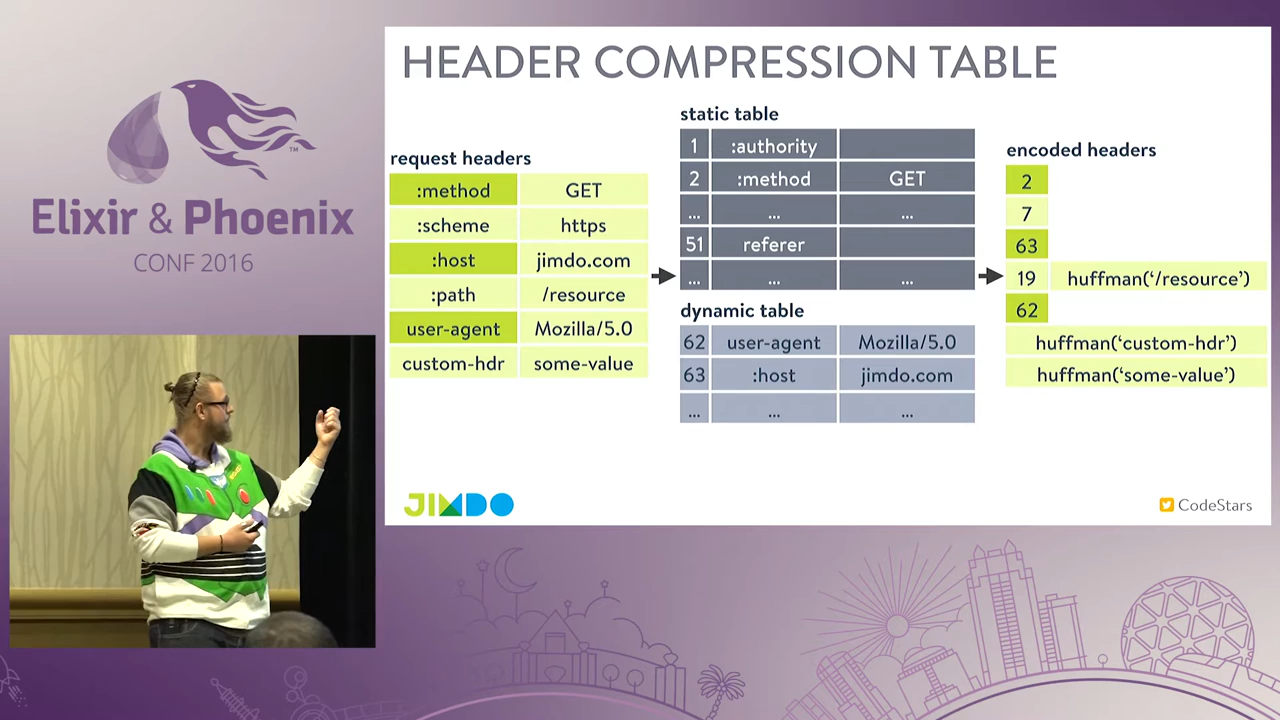 Elixir & Phoenix
CONF 2016
HEADER COMPRESSION TABLE
request headers
:method GET
:scheme https
:host jimdo.com
:path /resource
user-agent Mozilla/5.0
custom-hdr some-value
static table
1 :authority
2 :method GET
... ... ...
51 referer
... ... ...
dynamic table
62 user-agent Mozilla/5.0
63 :host jimdo.com
... ... ...
encoded headers
2
7
63
19 huffman(‘/resource’)
62
huffman(‘custom-hdr’)
huffman(‘some-value’)
JIMDO
CodeStars